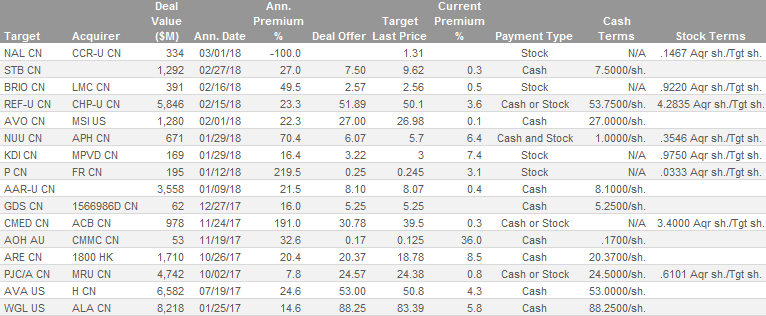 Deal Ann. Current
Value Premium Target Premium Cash
Target Acquirer ($M) Ann. Date % Deal Offer Last Price % Payment Type Terms Stock Terms
NAL CN CCR-U CN 334 03/01/18 -100.0 1.31 Stock N/A .1467 Aqr sh./Tgt sh.
STB CN 1,292 02/27/18 27.0 7.50 9.62 0.3 Cash 7.5000/sh.
BRIO CN LMC CN 391 02/16/18 49.5 2.57 2.56 0.5 Stock N/A .9220 Aqr sh./Tgt sh.
REF-U CN CHP-U CN 5,846 02/15/18 23.3 51.89 50.1 3.6 Cash or Stock 53.7500/sh. 4.2835 Aqr sh./Tgt sh.
AVO CN MSI US 1,280 02/01/18 22.3 27.00 26.98 0.1 Cash 27.0000/sh.
NUU CN APH CN 671 01/29/18 70.4 6.07 5.7 6.4 Cash and Stock 1.0000/sh. .3546 Aqr sh./Tgt sh.
KDI CN MPVD CN 169 01/29/18 16.4 3.22 3 7.4 Stock N/A .9750 Aqr sh./Tgt sh.
P CN FR CN 195 01/12/18 219.5 0.25 0.245 3.1 Stock N/A .0333 Aqr sh./Tgt sh.
AAR-U CN 3,558 01/09/18 21.5 8.10 8.07 0.4 Cash 8.1000/sh.
GDS CN 1566986D CN 62 12/27/17 16.0 5.25 5.25 Cash 5.2500/sh.
CMED CN ACB CN 978 11/24/17 191.0 30.78 39.5 0.3 Cash or Stock N/A 3.4000 Aqr sh./Tgt sh.
AOH AU CMMC CN 53 11/19/17 32.6 0.17 0.125 36.0 Cash .1700/sh.
ARE CN 1800 HK 1,710 10/26/17 20.4 20.37 18.78 8.5 Cash 20.3700/sh.
PJC/A CN MRU CN 4,742 10/02/17 7.8 24.57 24.38 0.8 Cash or Stock 24.5000/sh. .6101 Aqr sh./Tgt sh.
AVA US H CN 6,582 07/19/17 24.6 53.00 50.8 4.3 Cash 53.0000/sh.
WGL US ALA CN 8,218 01/25/17 14.6 88.25 83.39 5.8 Cash 88.2500/sh.